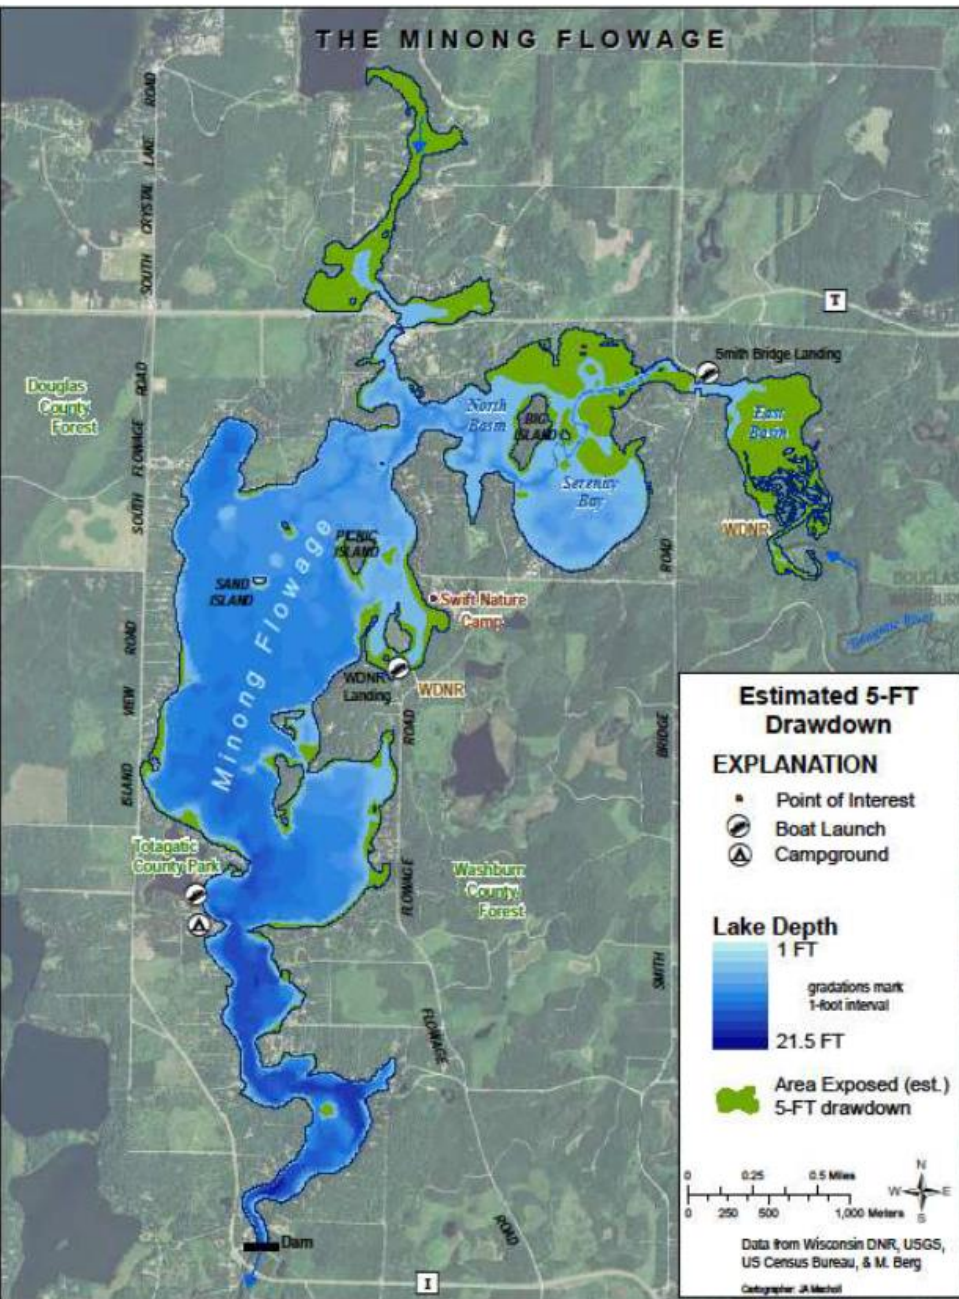 THE MINONG FLOWAGE
SOUTH CRYSTAL LAKE ROAD
T
Smith Bridge Landing
Douglas
County
Forest
SOUTH FLOWAGE ROAD
North
Basin
BIG
ISLAND
East
Basin
Serenity
Bay
WDNR
PICNIC
ISLAND
SAND
ISLAND
Minong Flowage
Swift Nature
Camp
DOUGLAS
Totagatic River
WDNR
Landing
WDNR
ISLAND VIEW ROAD
FLOWAGE ROAD
SMITH BRIDGE ROAD
Totagatic
County Park
Washburn
County
Forest
FLOWAGE ROAD
Dam
I
Estimated 5-FT
Drawdown
EXPLANATION
Point of Interest
Boat Launch
Campground
Lake Depth
1 FT
gradations mark
1-foot interval
21.5 FT
Area Exposed (est.)
5-FT drawdown
0 0.25 0.5 Miles
0 250 500 1,000 Meters
N
W E
S
Data from Wisconsin DNR, USGS,
US Census Bureau, & M. Berg
Cartographer: JA Macholl